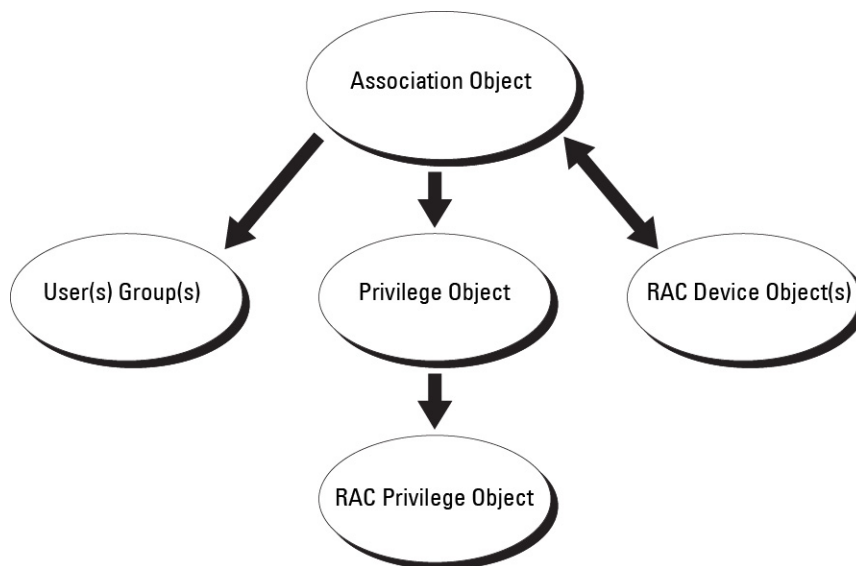 Association Object
User(s) Group(s)
Privilege Object
RAC Device Object(s)
RAC Privilege Object